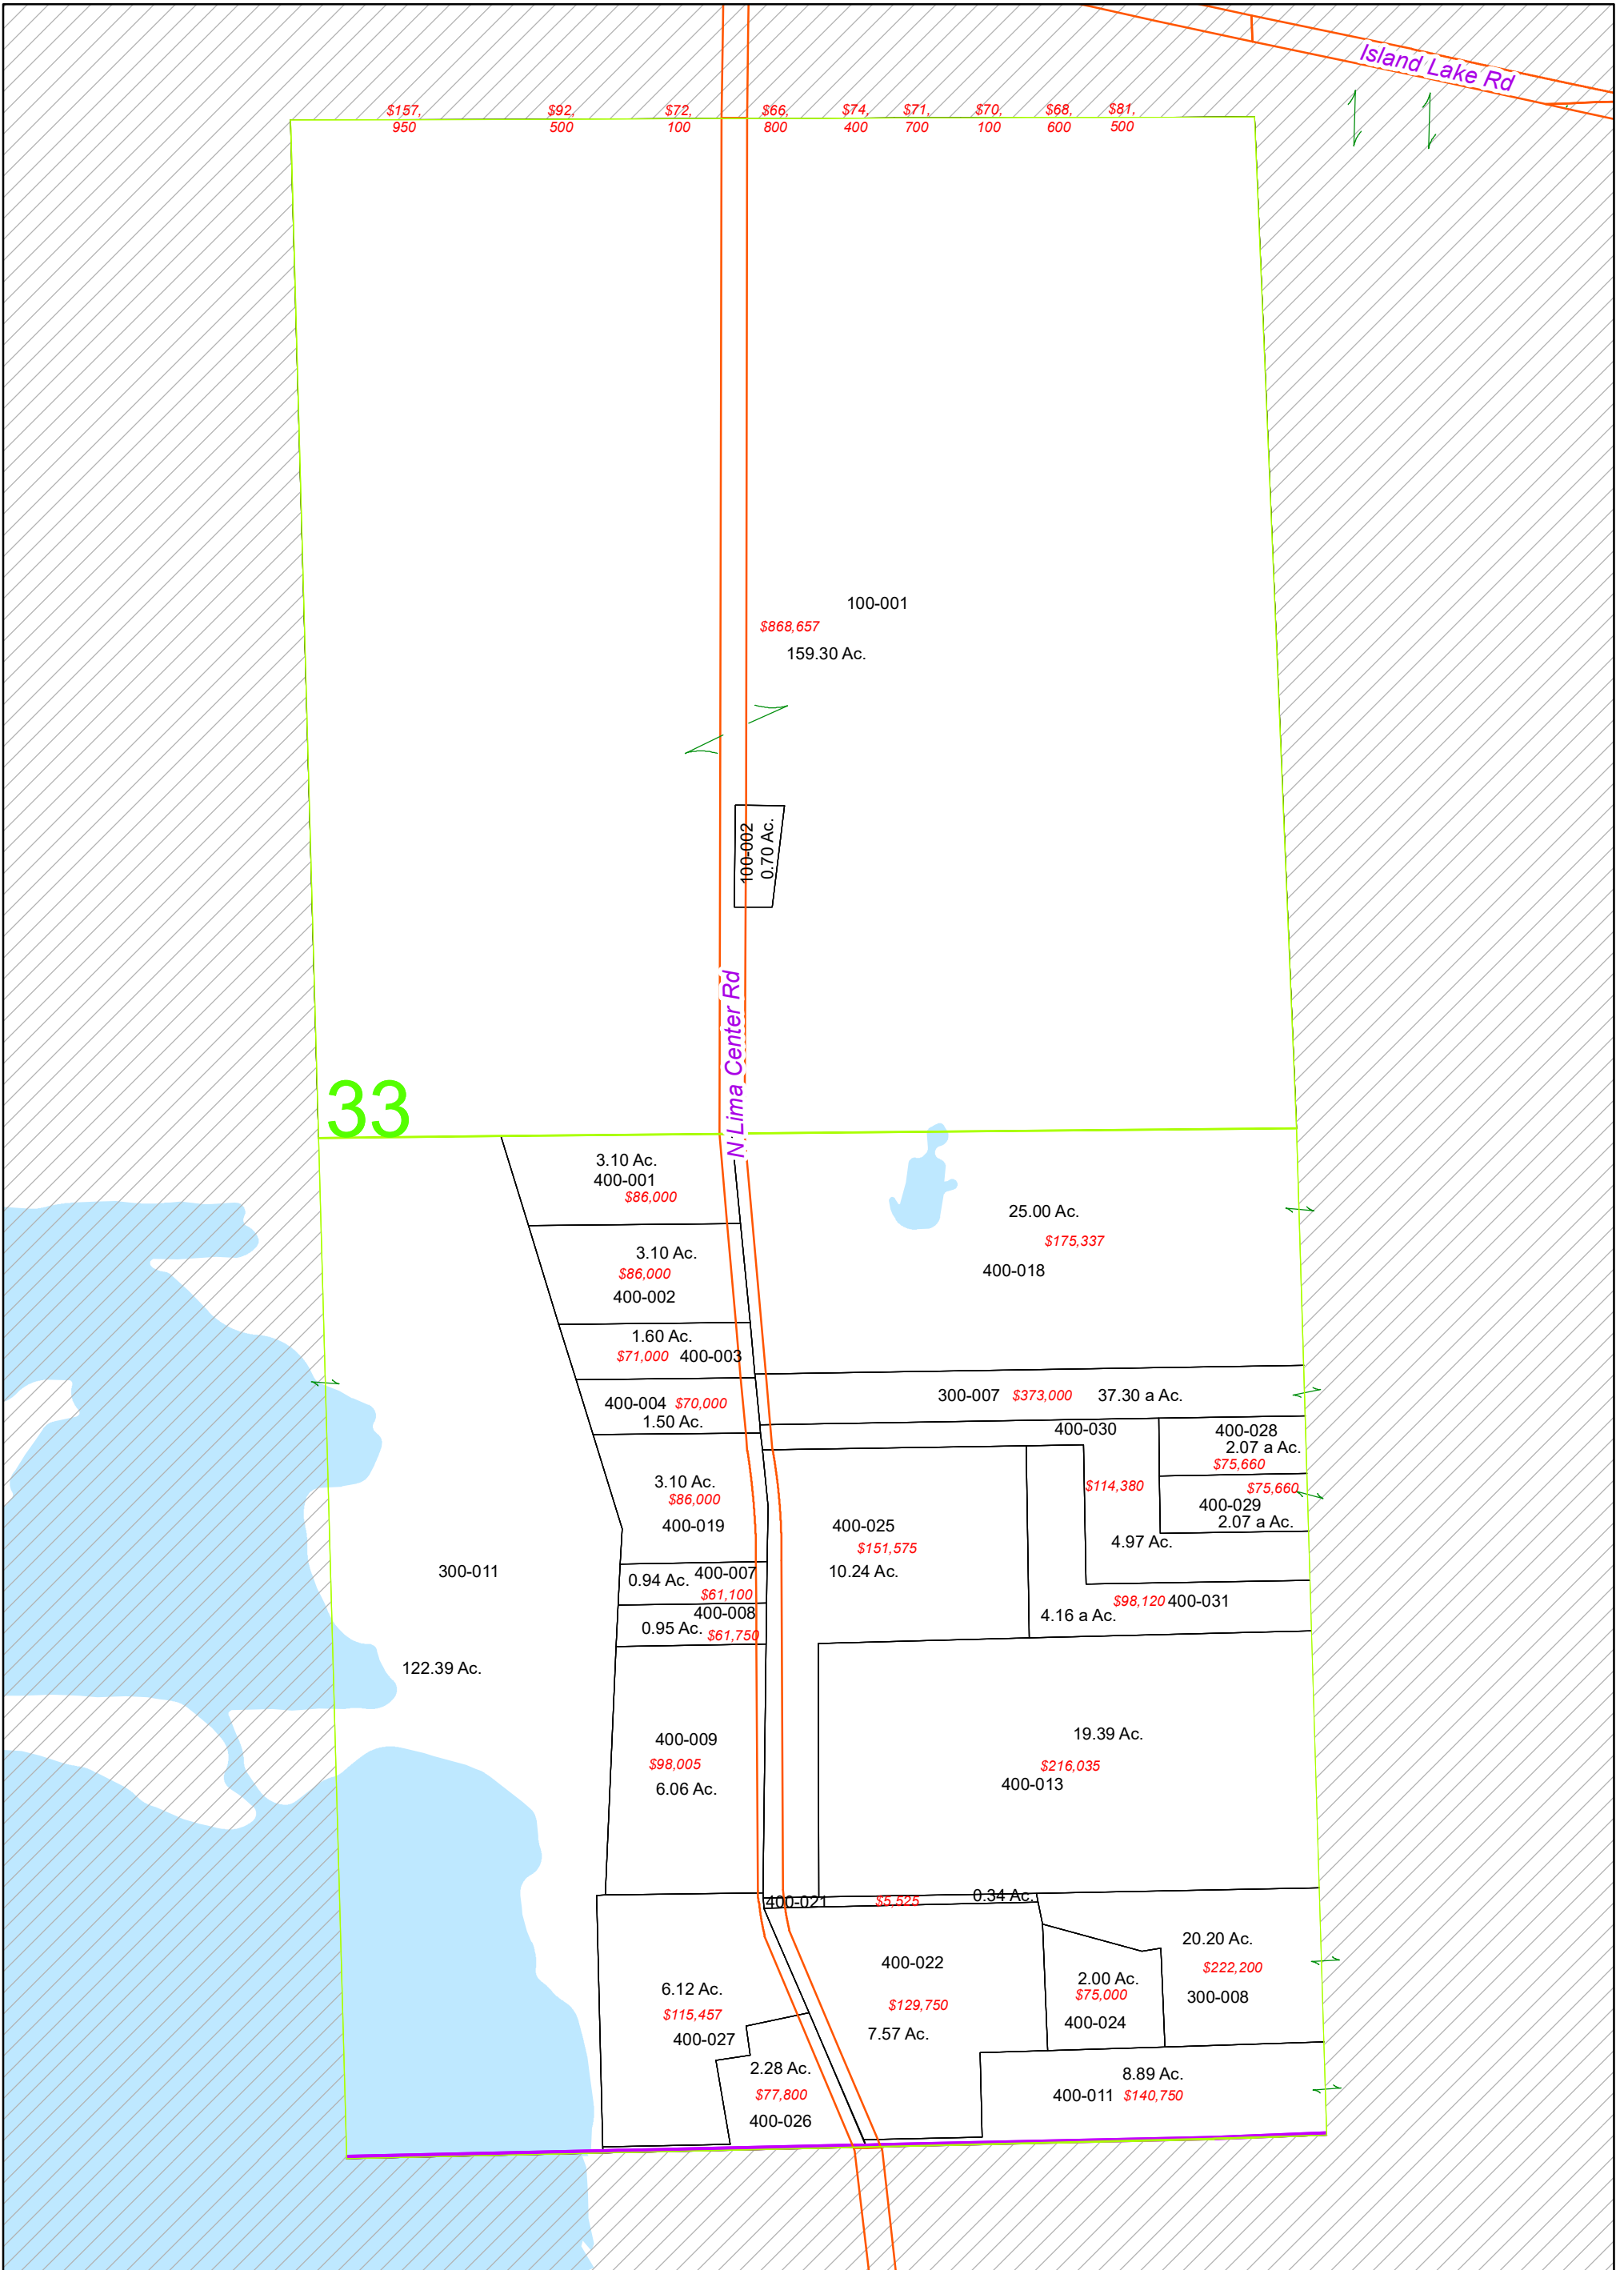 Island Lake Rd
$157,
950
$92,
500
$72,
100
$66,
800
$74,
400
$71,
700
$70,
100
$68,
600
$81,
500
100-001
$868,657
159.30 Ac.
100-002
0.70 Ac.
N Lima Center Rd
33
3.10 Ac.
400-001
$86,000
25.00 Ac.
$175,337
400-018
3.10 Ac.
$86,000
400-002
1.60 Ac.
$71,000 400-003
300-007 $373,000 37.30 a Ac.
400-004 $70,000
1.50 Ac.
400-030
400-028
2.07 a Ac.
$75,660
$114,380
$75,660
400-029
2.07 a Ac.
4.97 Ac.
3.10 Ac.
$86,000
400-019
400-025
$151,575
10.24 Ac.
300-011
122.39 Ac.
0.94 Ac. 400-007
$61,100
400-008
0.95 Ac. $61,750
$98,120 400-031
4.16 a Ac.
400-009
$98,005
6.06 Ac.
19.39 Ac.
$216,035
400-013
400-021 $5,525 0.34 Ac.
20.20 Ac.
$222,200
300-008
400-022
$129,750
7.57 Ac.
2.00 Ac.
$75,000
400-024
6.12 Ac.
$115,457
400-027
2.28 Ac.
$77,800
400-026
8.89 Ac.
400-011 $140,750